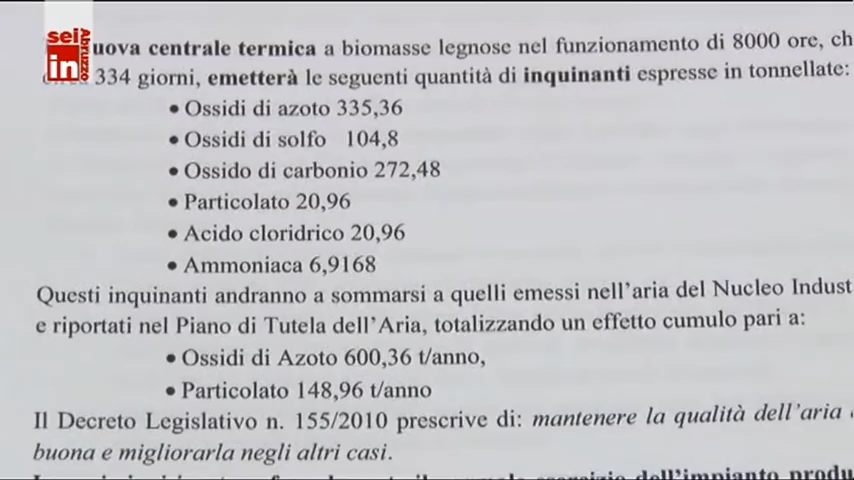 sei
in
Abruzzo
uova centrale termica a biomasse legnose nel funzionamento di 8000 ore, ch
334 giorni, emetterà le seguenti quantità di inquinanti espresse in tonnellate:
• Ossidi di azoto 335,36
• Ossidi di solfo 104,8
• Ossido di carbonio 272,48
• Particolato 20,96
• Acido cloridrico 20,96
• Ammoniaca 6,9168
Questi inquinanti andranno a sommarsi a quelli emessi nell'aria del Nucleo Indust
e riportati nel Piano di Tutela dell'Aria, totalizzando un effetto cumulo pari a:
• Ossidi di Azoto 600,36 t/anno,
• Particolato 148,96 t/anno
Il Decreto Legislativo n. 155/2010 prescrive di: mantenere la qualità dell'aria
buona e migliorarla negli altri casi.
dell'impianto produ